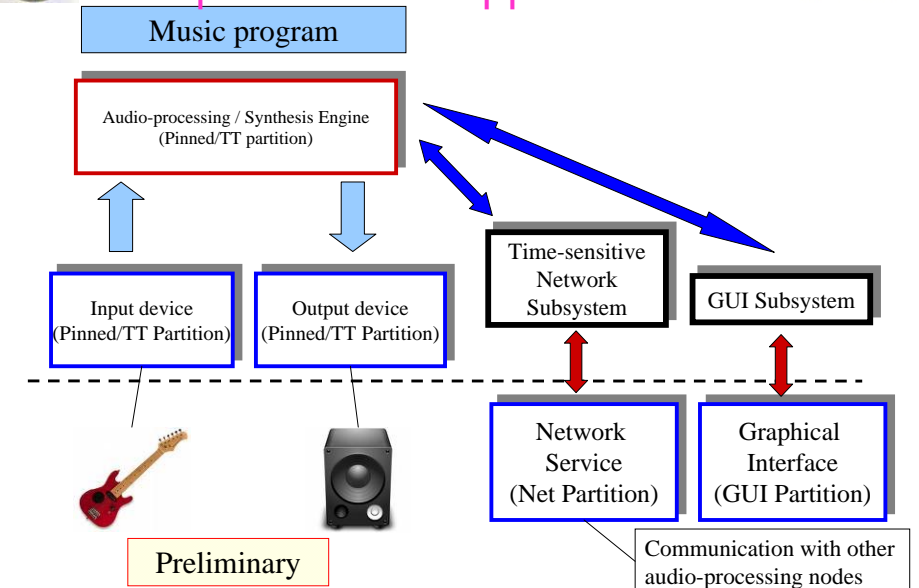 Music program
Audio-processing / Synthesis Engine
(Pinned/TT partition)
Time-sensitive
Network
Subsystem
GUI Subsystem
Input device
(Pinned/TT Partition)
Output device
(Pinned/TT Partition)
Network
Service
(Net Partition)
Graphical
Interface
(GUI Partition)
Preliminary
Communication with other
audio-processing nodes